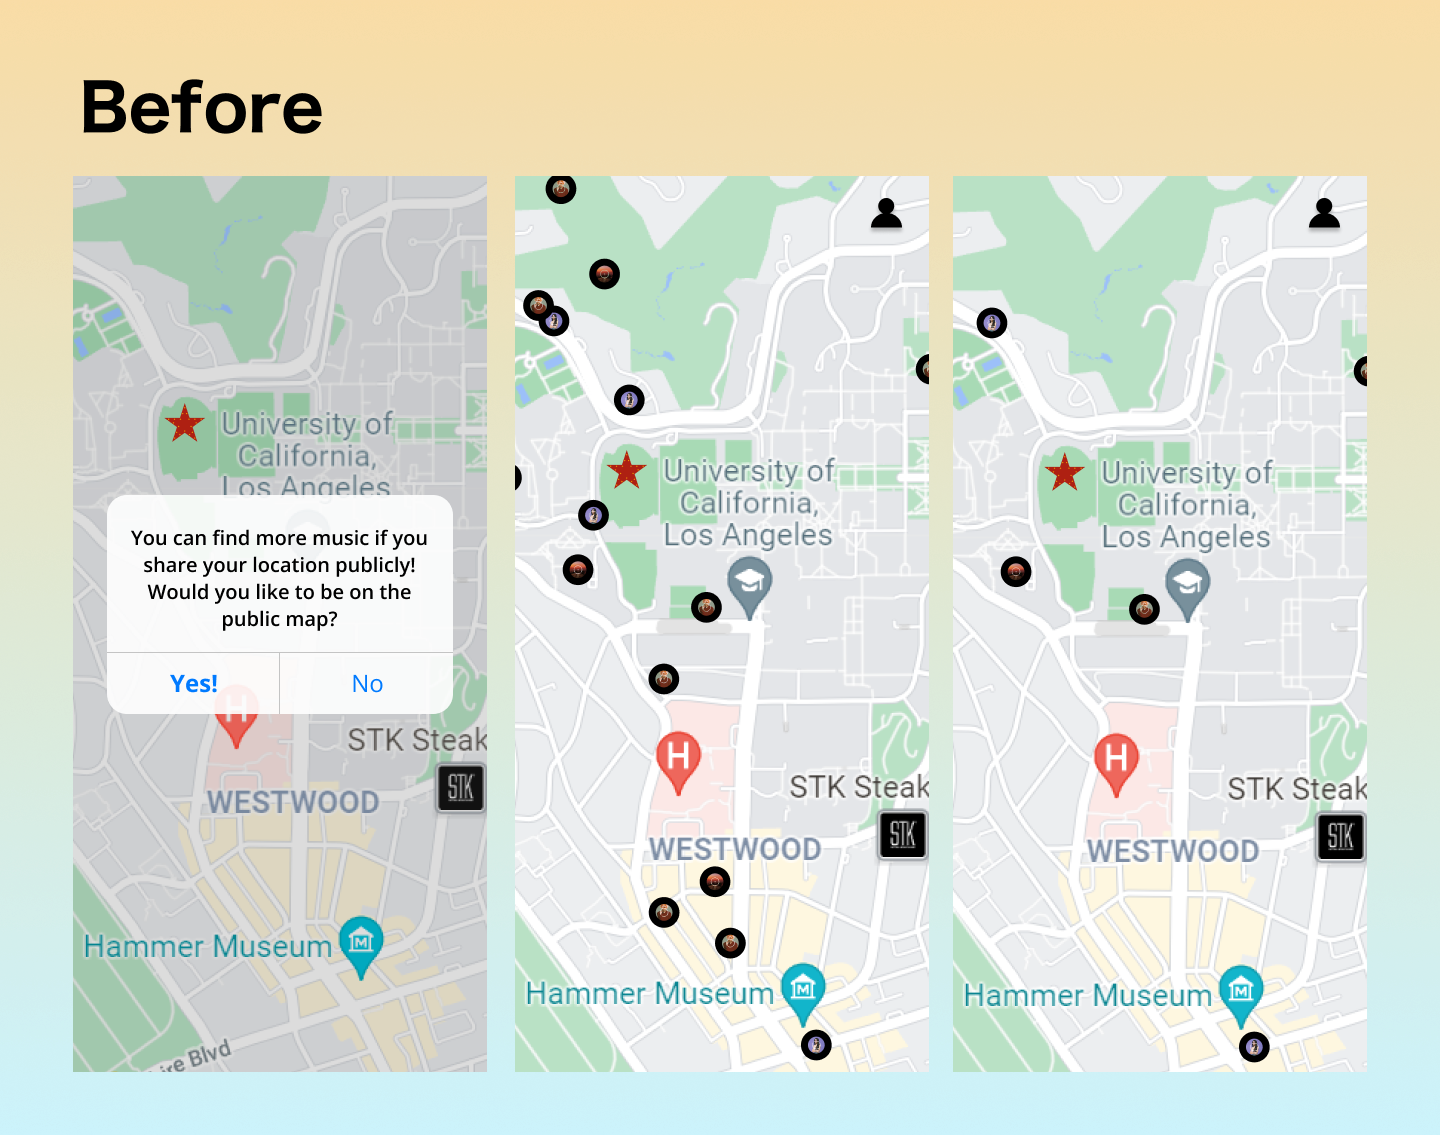 Before
University of
California,
Los Angeles
You can find more music if you
share your location publicly!
Would you like to be on the
public map?
Yes!
No
H
STK Steak
STK
WESTWOOD
Hammer Museum
M
ire Blvd
University of
California,
Los Angeles
H
STK Steak
STK
WESTWOOD
Hammer Museum
M
University of
California,
Los Angeles
H
STK Steak
STK
WESTWOOD
Hammer Museum
M